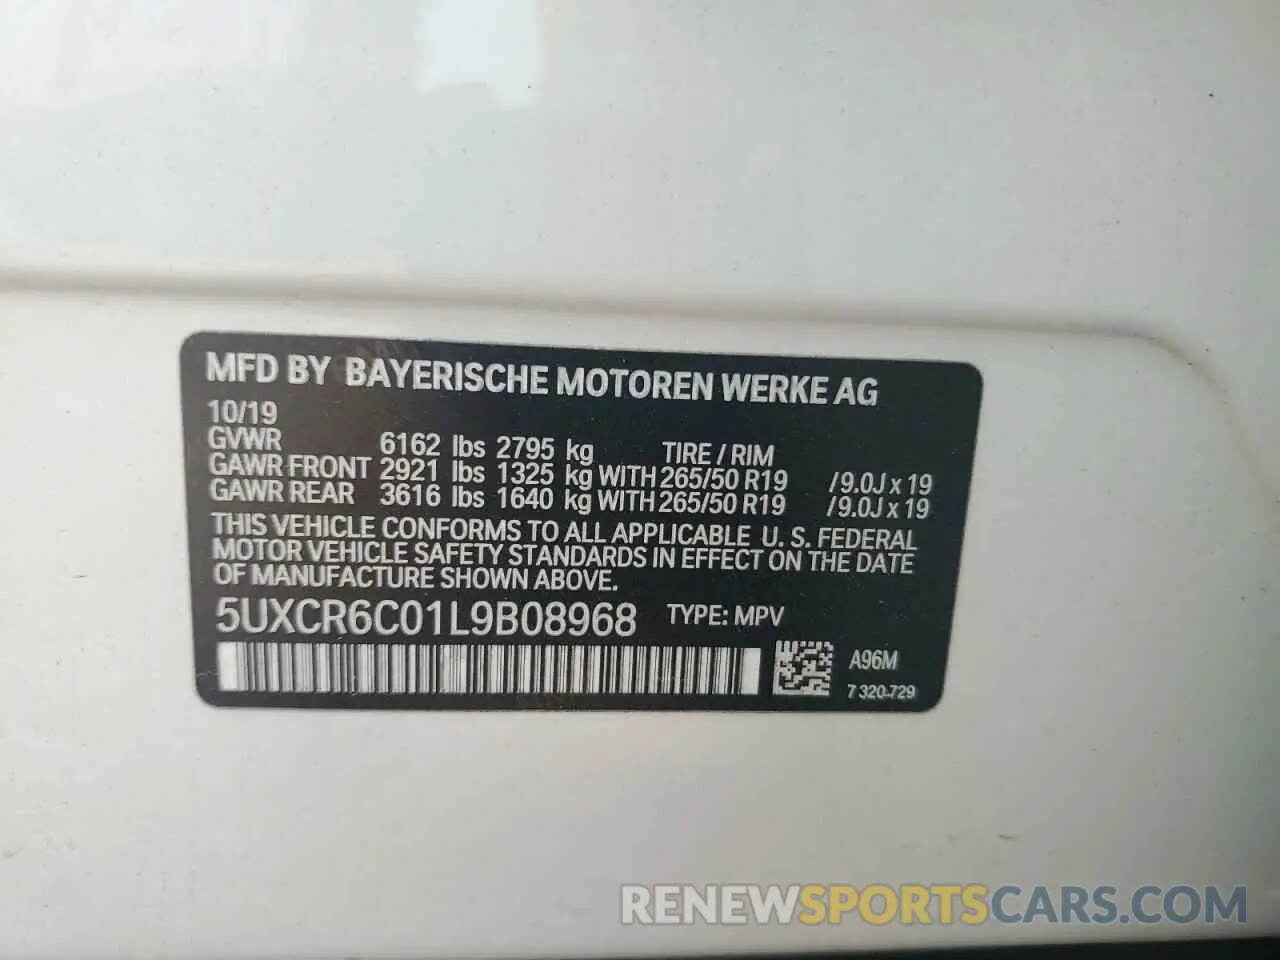 MFD BY BAYERISCHE MOTOREN WERKE AG
10/19
GVWR 6162 lbs 2795 kg TIRE / RIM
GAWR FRONT 2921 lbs 1325 kg WITH 265/50 R19 /9.0J x 19
GAWR REAR 3616 lbs 1640 kg WITH 265/50 R19 /9.0J x 19
THIS VEHICLE CONFORMS TO ALL APPLICABLE U. S. FEDERAL
MOTOR VEHICLE SAFETY STANDARDS IN EFFECT ON THE DATE
OF MANUFACTURE SHOWN ABOVE.
5UXCR6C01L9B08968 TYPE: MPV
A96M
7 320-729
RENEWSPORTSCARS.COM